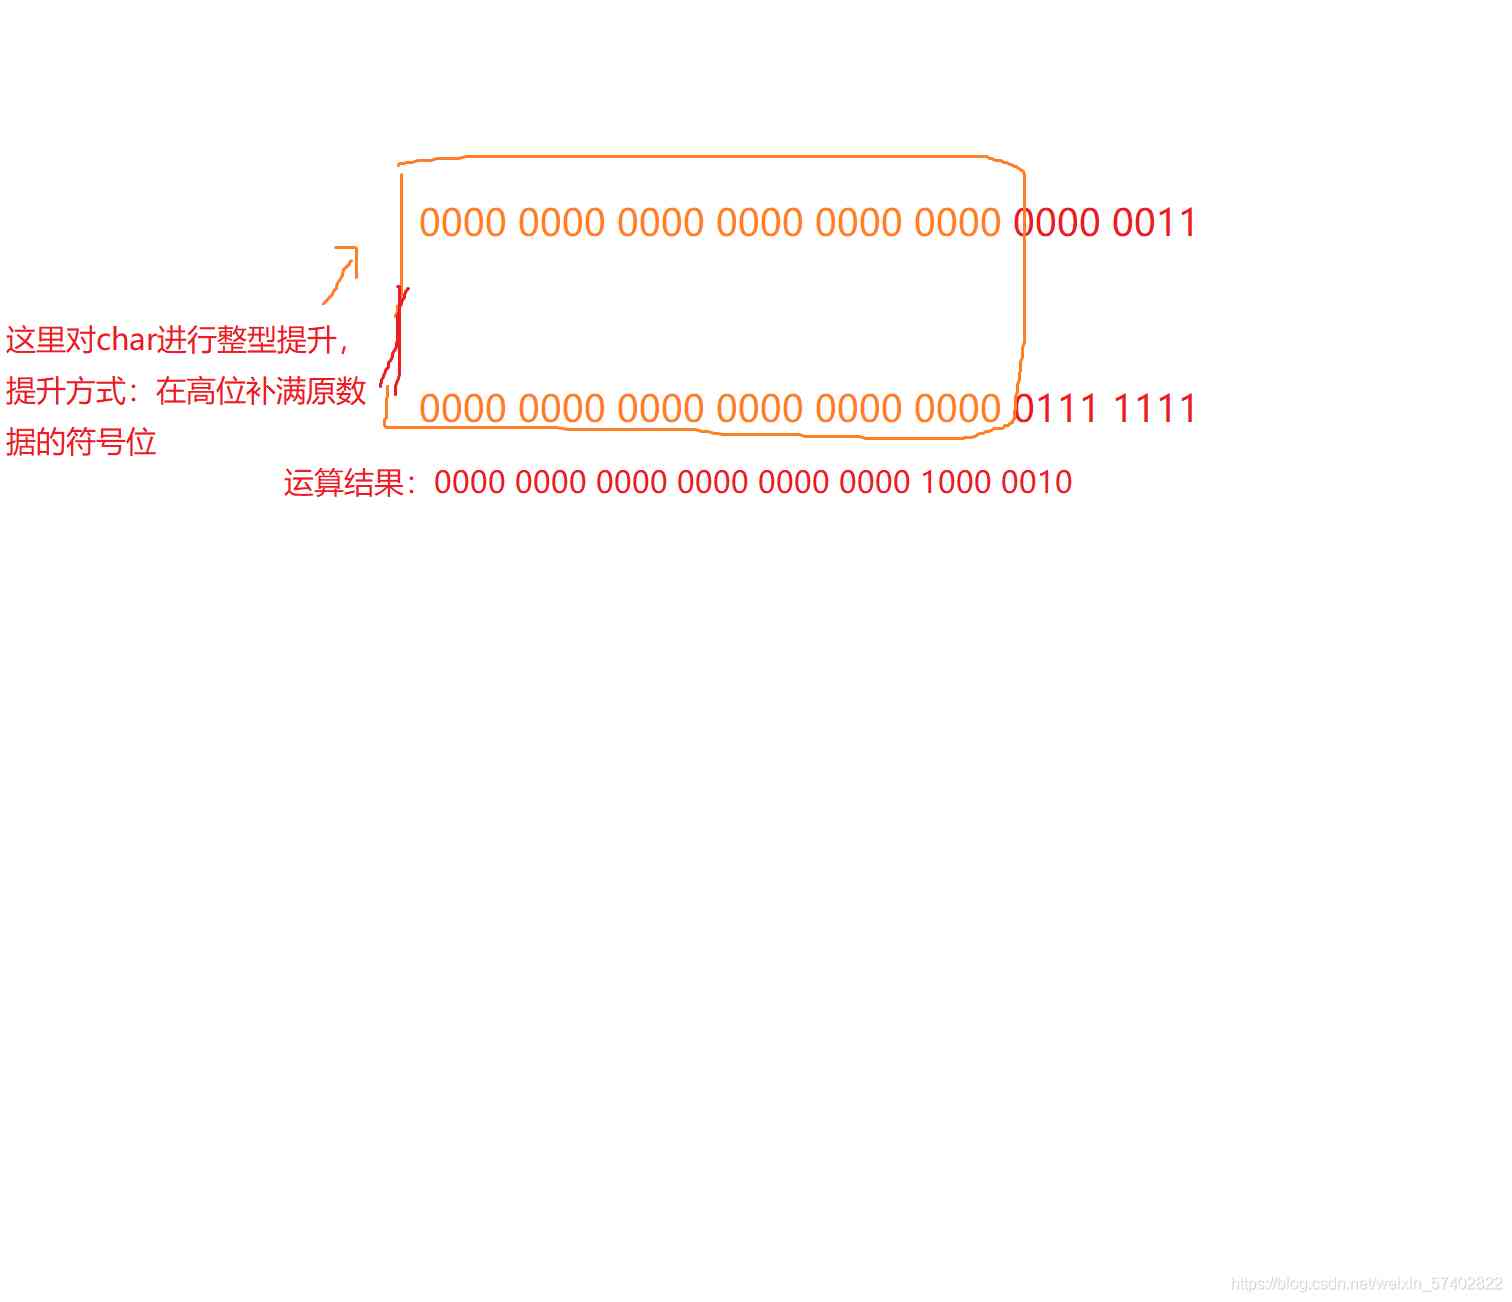 0000 0000 0000 0000 0000 0000 0000 0011
这里对char进行整型提升，
提升方式：在高位补满原数
据的符号位
0000 0000 0000 0000 0000 0000 0111 1111
运算结果：0000 0000 0000 0000 0000 0000 1000 0010
https://blog.csdn.net/weixin_57402822